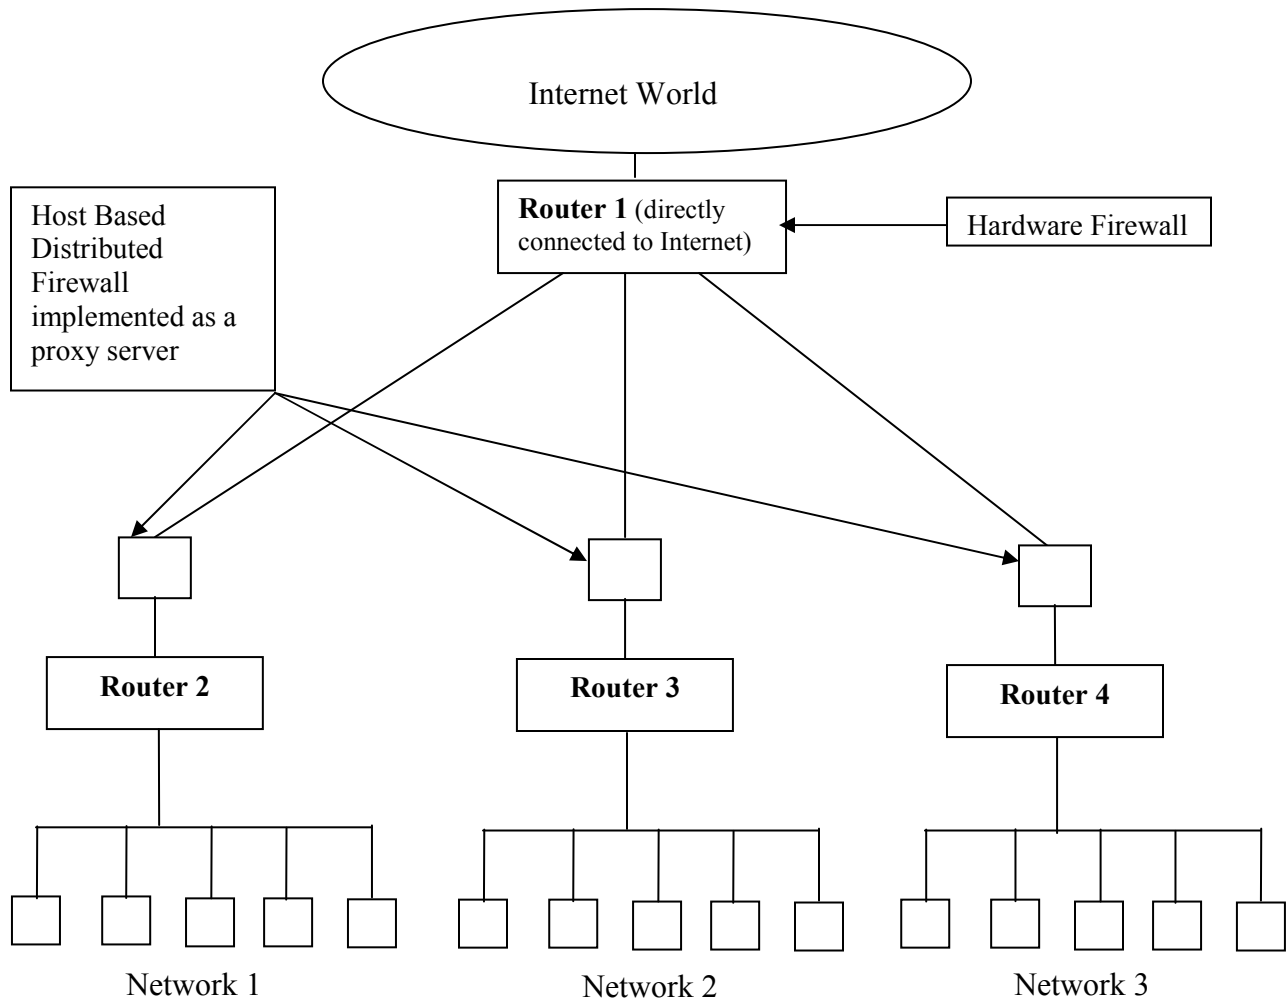 Internet World
Host Based
Distributed
Firewall
implemented as a
proxy server
Router 1 (directly
connected to Internet)
Hardware Firewall
Router 2
Router 3
Router 4
Network 1
Network 2
Network 3